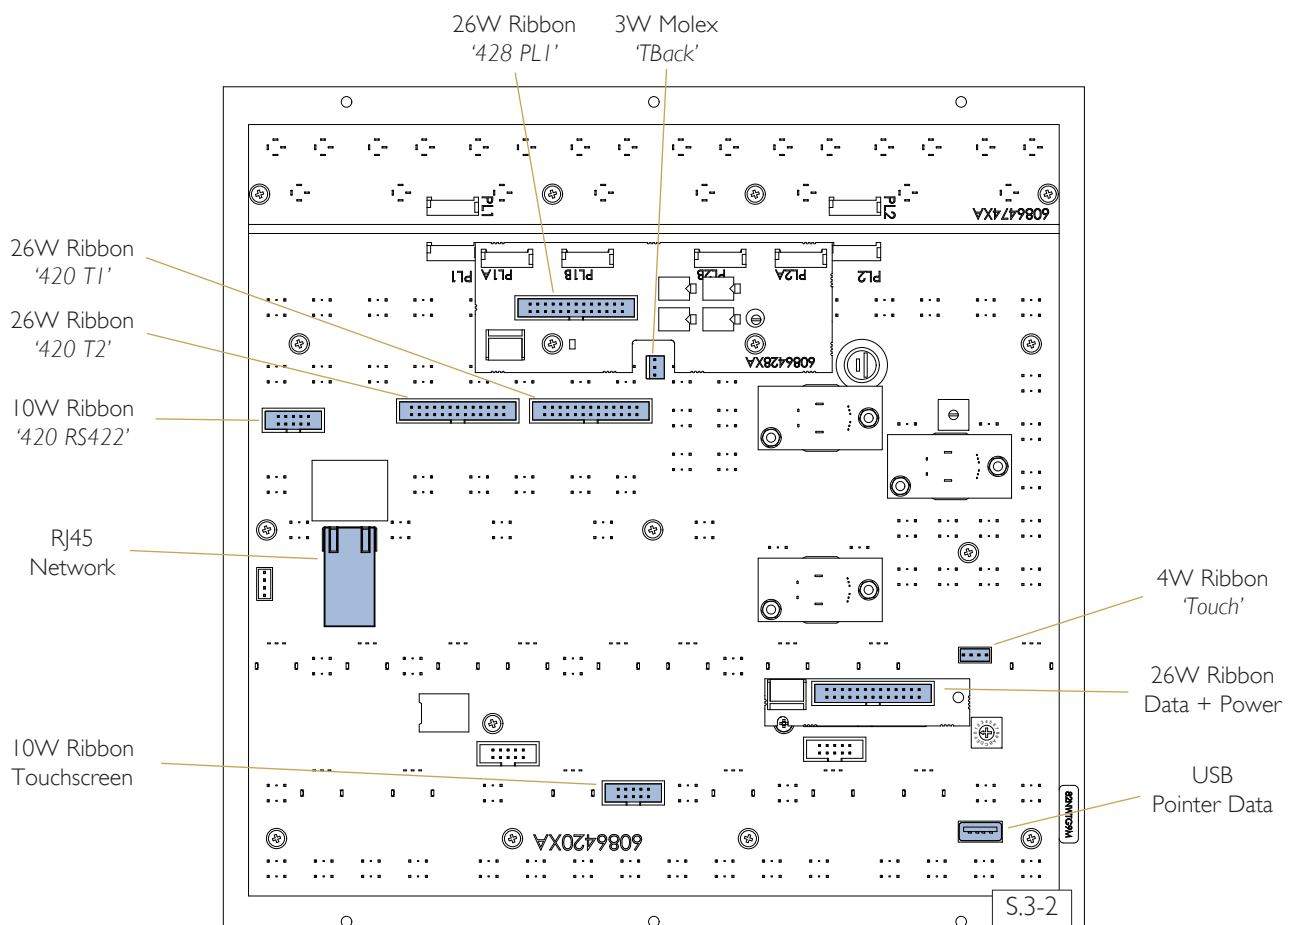 26W Ribbon
‘428 PL1’
3W Molex
‘TBack’
PL1
PL2
6086474XA
26W Ribbon
‘420 T1’
PL1
PL1A
PL1B
PL2B
PL2A
PL2
26W Ribbon
‘420 T2’
6086428XA
10W Ribbon
‘420 RS422’
RJ45
Network
4W Ribbon
‘Touch’
26W Ribbon
Data + Power
10W Ribbon
Touchscreen
USB
Pointer Data
6086420XA
S.3-2